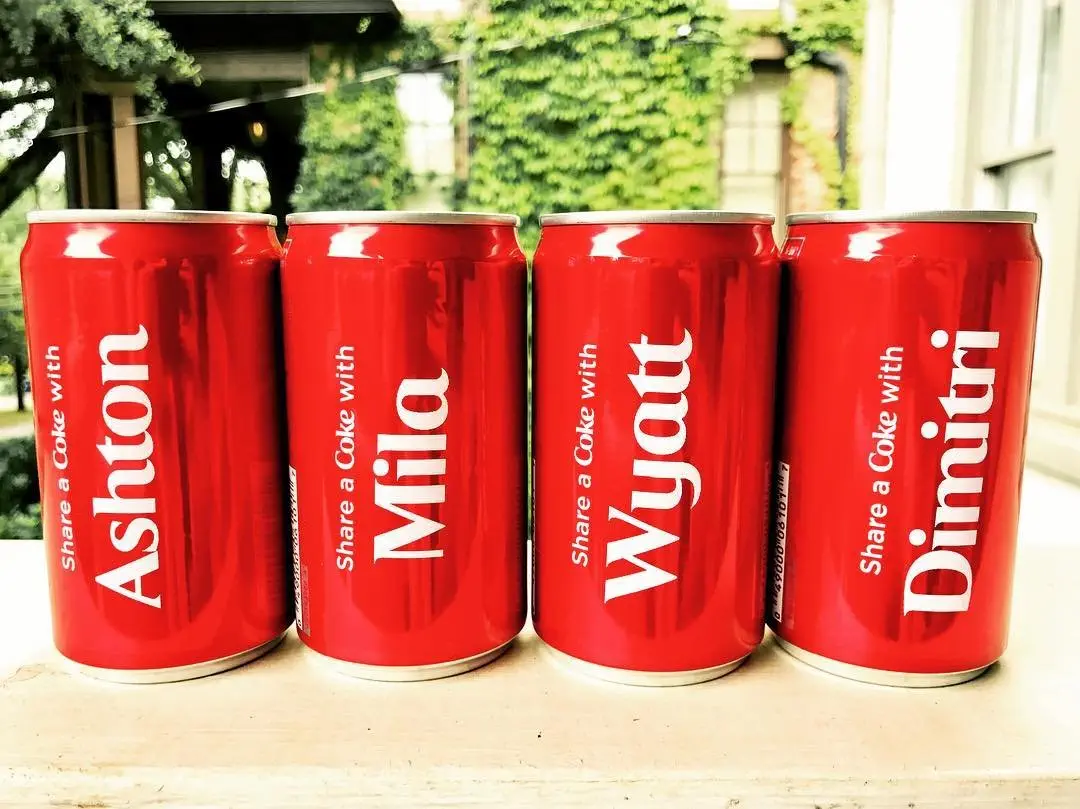 Share a Coke with
Ashton
Share a Coke with
Mila
Share a Coke with
Wyatt
Share a Coke with
Dimitri